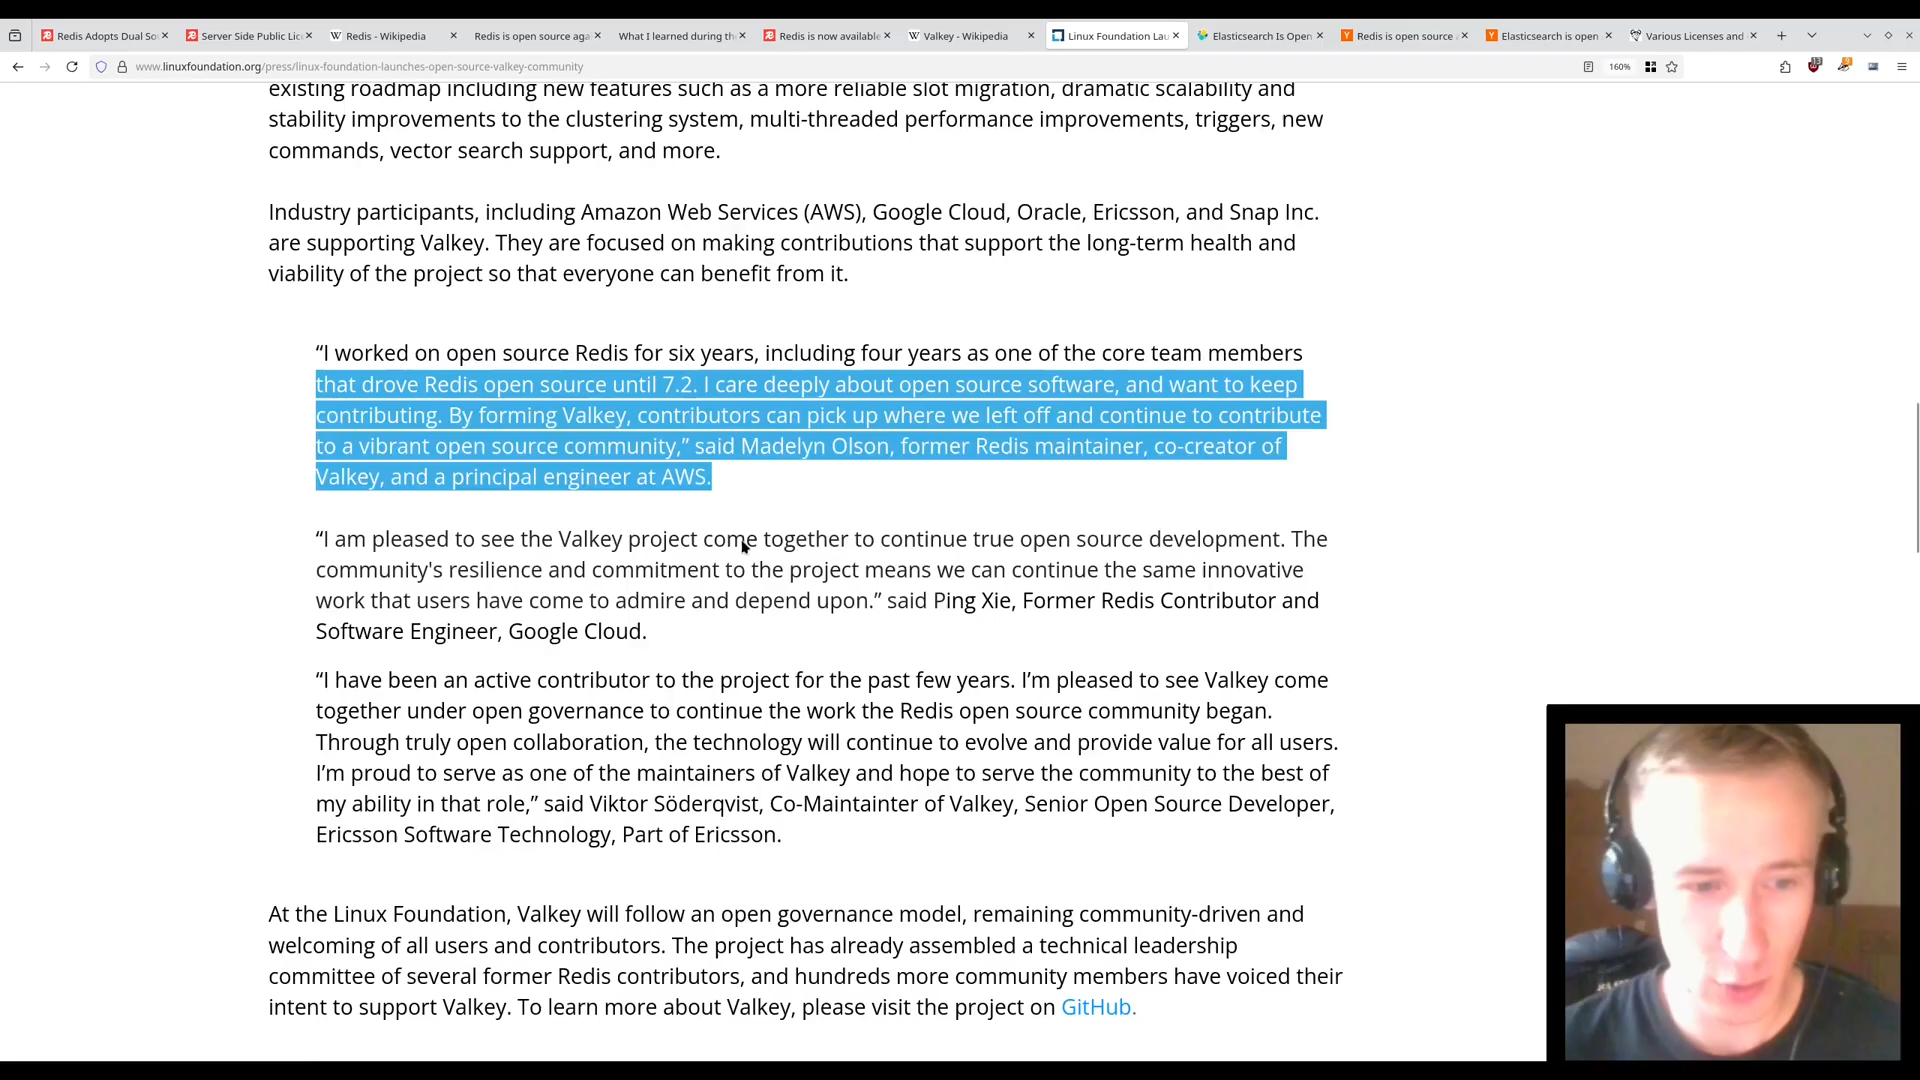 Redis Adopts Dual So
Server Side Public Lic
Redis - Wikipedia
Redis is open source aga
What I learned during th
Redis is now available
Valkey - Wikipedia
Linux Foundation Lau
Elasticsearch Is Open
Redis is open source
Elasticsearch is open
Various Licenses and
www.linuxfoundation.org/press/linux-foundation-launches-open-source-valkey-community
160%
existing roadmap including new features such as a more reliable slot migration, dramatic scalability and
stability improvements to the clustering system, multi-threaded performance improvements, triggers, new
commands, vector search support, and more.
Industry participants, including Amazon Web Services (AWS), Google Cloud, Oracle, Ericsson, and Snap Inc.
are supporting Valkey. They are focused on making contributions that support the long-term health and
viability of the project so that everyone can benefit from it.
“I worked on open source Redis for six years, including four years as one of the core team members
that drove Redis open source until 7.2. I care deeply about open source software, and want to keep
contributing. By forming Valkey, contributors can pick up where we left off and continue to contribute
to a vibrant open source community,” said Madelyn Olson, former Redis maintainer, co-creator of
Valkey, and a principal engineer at AWS.
“I am pleased to see the Valkey project come together to continue true open source development. The
community's resilience and commitment to the project means we can continue the same innovative
work that users have come to admire and depend upon.” said Ping Xie, Former Redis Contributor and
Software Engineer, Google Cloud.
“I have been an active contributor to the project for the past few years. I’m pleased to see Valkey come
together under open governance to continue the work the Redis open source community began.
Through truly open collaboration, the technology will continue to evolve and provide value for all users.
I’m proud to serve as one of the maintainers of Valkey and hope to serve the community to the best of
my ability in that role,” said Viktor Söderqvist, Co-Maintainter of Valkey, Senior Open Source Developer,
Ericsson Software Technology, Part of Ericsson.
At the Linux Foundation, Valkey will follow an open governance model, remaining community-driven and
welcoming of all users and contributors. The project has already assembled a technical leadership
committee of several former Redis contributors, and hundreds more community members have voiced their
intent to support Valkey. To learn more about Valkey, please visit the project on GitHub.